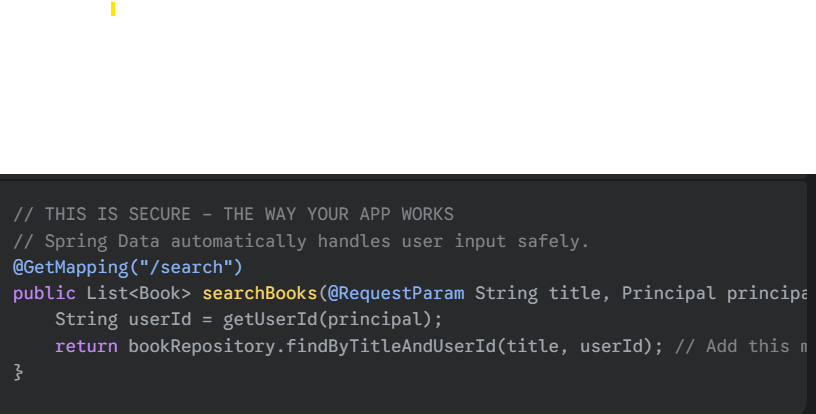 // THIS IS SECURE – THE WAY YOUR APP WORKS
// Spring Data automatically handles user input safely.
@GetMapping("/search")
public List<Book> searchBooks(@RequestParam String title, Principal principa
    String userId = getUserId(principal);
    return bookRepository.findByTitleAndUserId(title, userId); // Add this m
}